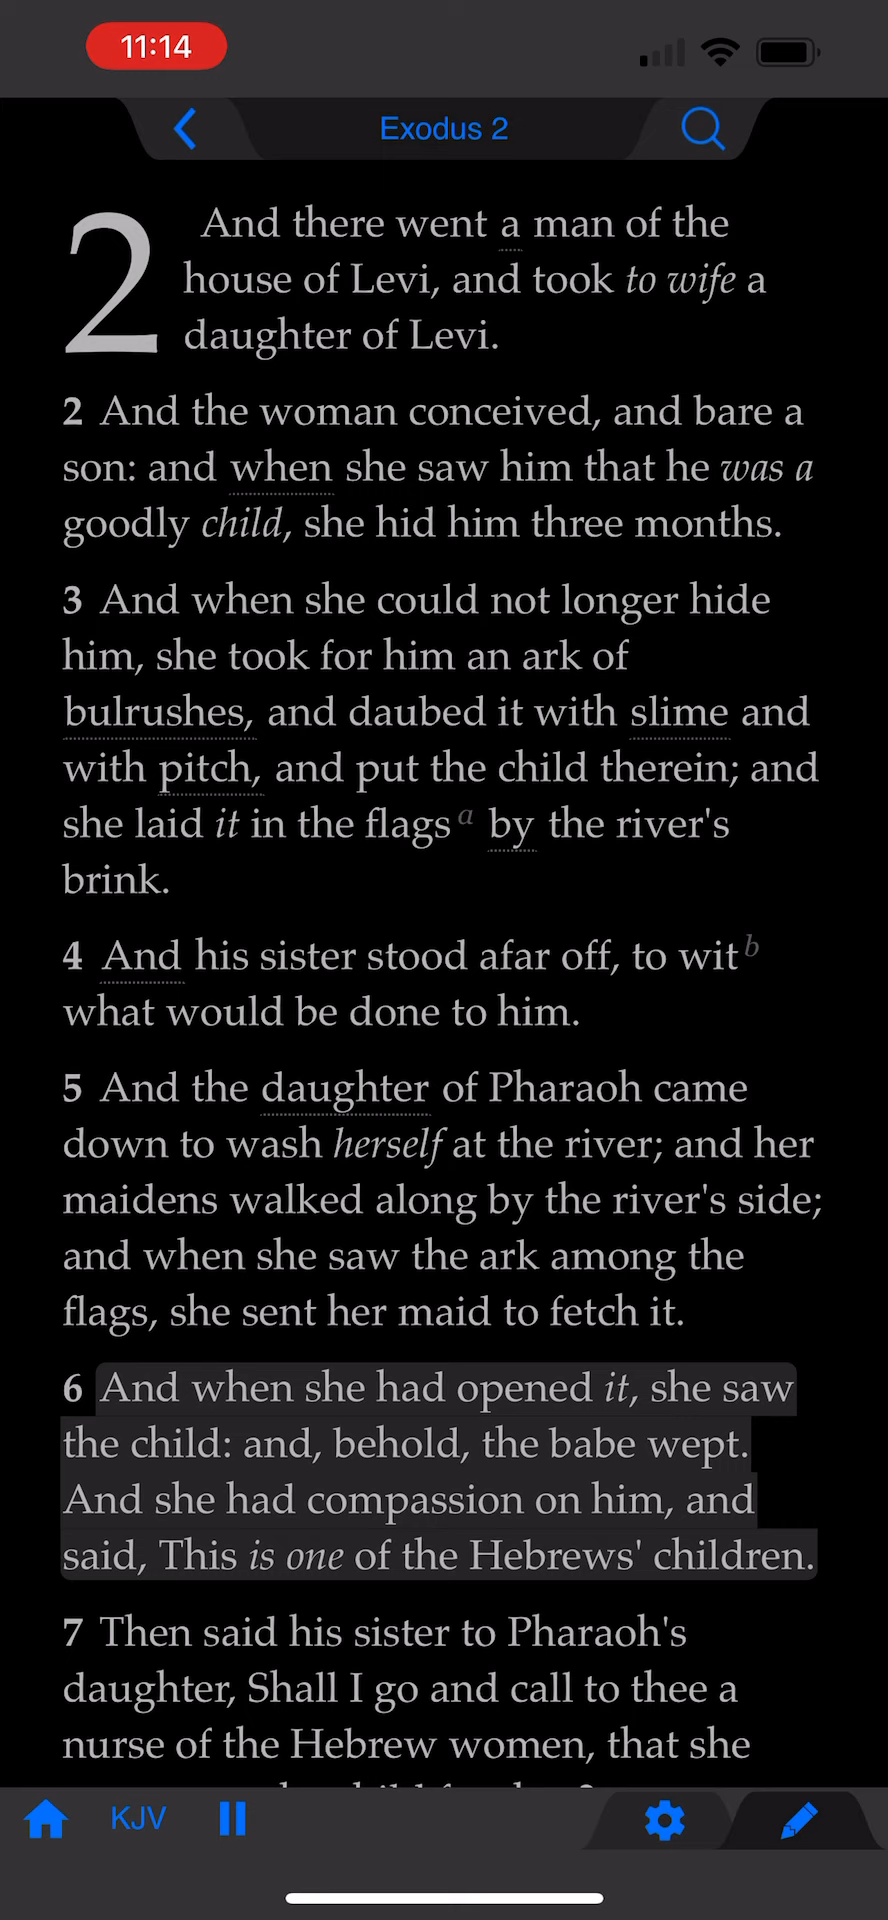 11:14
Exodus 2
2 And there went a man of the
house of Levi, and took to wife a
daughter of Levi.
2 And the woman conceived, and bare a
son: and when she saw him that he was a
goodly child, she hid him three months.
3 And when she could not longer hide
him, she took for him an ark of
bulrushes, and daubed it with slime and
with pitch, and put the child therein; and
she laid it in the flags a by the river's
brink.
4 And his sister stood afar off, to wit b
what would be done to him.
5 And the daughter of Pharaoh came
down to wash herself at the river; and her
maidens walked along by the river's side;
and when she saw the ark among the
flags, she sent her maid to fetch it.
6 And when she had opened it, she saw
the child: and, behold, the babe wept.
And she had compassion on him, and
said, This is one of the Hebrews' children.
7 Then said his sister to Pharaoh's
daughter, Shall I go and call to thee a
nurse of the Hebrew women, that she
KJV